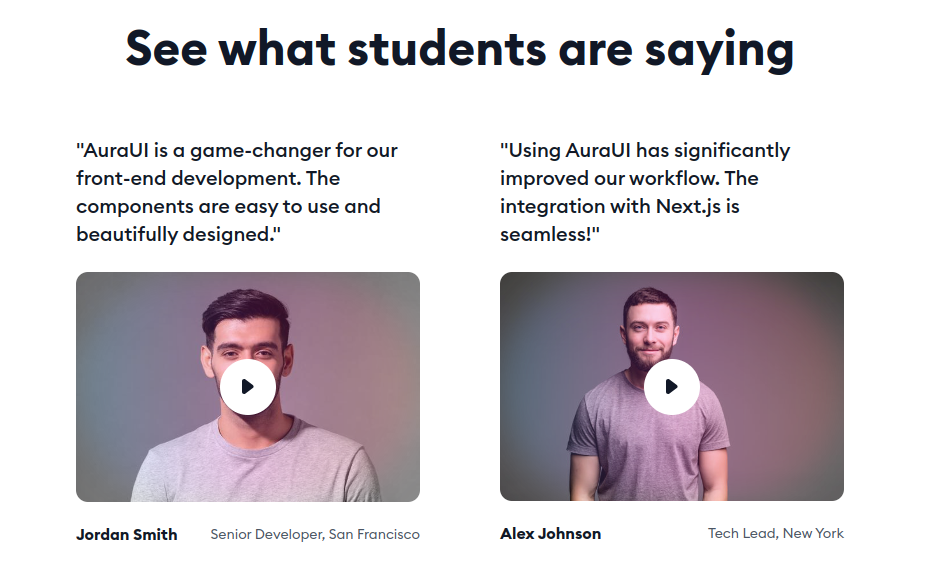 See what students are saying
"AuraUI is a game-changer for our
front-end development. The
components are easy to use and
beautifully designed."
Jordan Smith
Senior Developer, San Francisco
"Using AuraUI has significantly
improved our workflow. The
integration with Next.js is
seamless!"
Alex Johnson
Tech Lead, New York